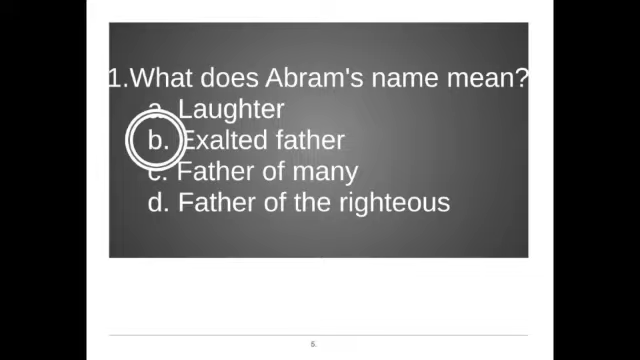 1.What does Abram's name mean?
a. Laughter
b. Exalted father
c. Father of many
d. Father of the righteous
5.